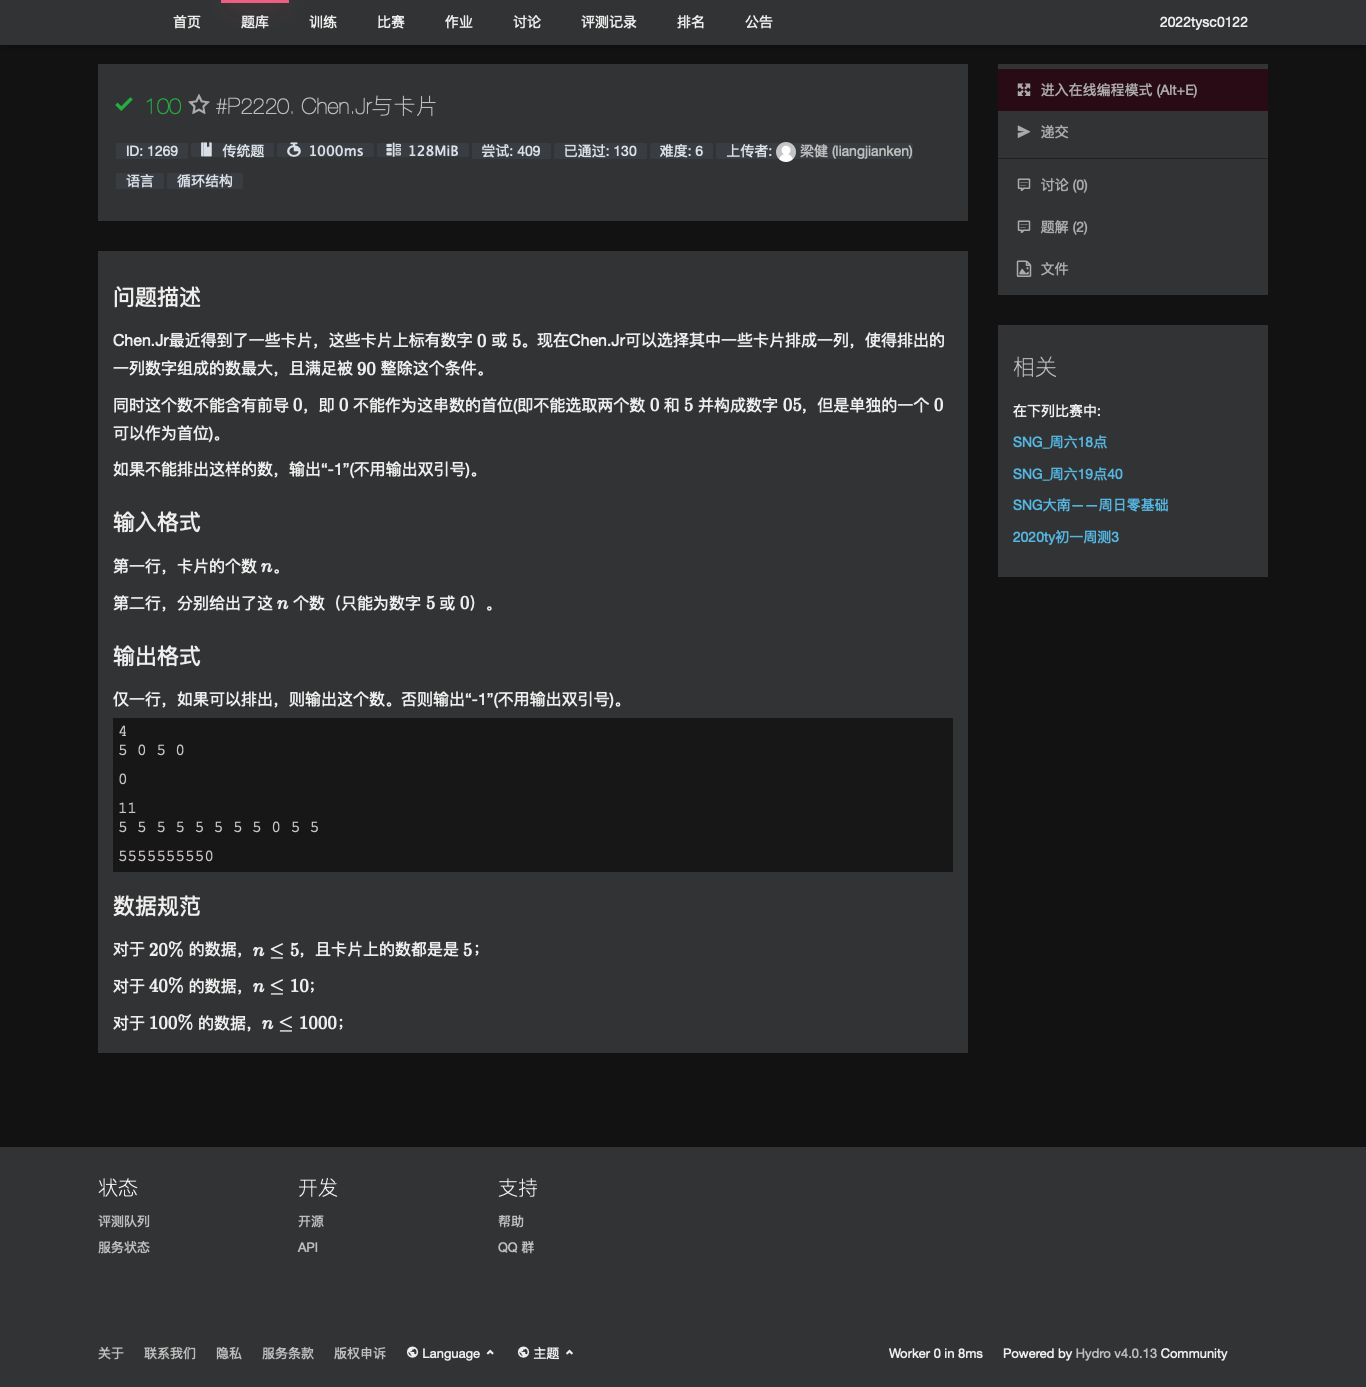 首页 题库 训练 比赛 作业 讨论 评测记录 排名 公告 2022tysc0122
100 #P2220. Chen.Jr与卡片
ID: 1269 传统题 1000ms 128MiB 尝试: 409 已通过: 130 难度: 6 上传者: 梁健 (liangjianken)
语言 循环结构
问题描述
Chen.Jr最近得到了一些卡片，这些卡片上标有数字 0 或 5。现在Chen.Jr可以选择其中一些卡片排成一列，使得排出的
一列数字组成的数最大，且满足被 90 整除这个条件。
同时这个数不能含有前导 0，即 0 不能作为这串数的首位(即不能选取两个数 0 和 5 并构成数字 05，但是单独的一个 0
可以作为首位)。
如果不能排出这样的数，输出“-1”(不用输出双引号)。
输入格式
第一行，卡片的个数 n。
第二行，分别给出了这 n 个数（只能为数字 5 或 0）。
输出格式
仅一行，如果可以排出，则输出这个数。否则输出“-1”(不用输出双引号)。
4
5 0 5 0
0
11
5 5 5 5 5 5 5 5 0 5 5
5555555550
数据规范
对于 20% 的数据，n ≤ 5，且卡片上的数都是是 5；
对于 40% 的数据，n ≤ 10；
对于 100% 的数据，n ≤ 1000；
进入在线编程模式 (Alt+E)
递交
讨论 (0)
题解 (2)
文件
相关
在下列比赛中:
SNG_周六18点
SNG_周六19点40
SNG大南——周日零基础
2020ty初一周测3
状态 开发 支持
评测队列 开源 帮助
服务状态 API QQ 群
关于 联系我们 隐私 服务条款 版权申诉 Language 主题 Worker 0 in 8ms Powered by Hydro v4.0.13 Community